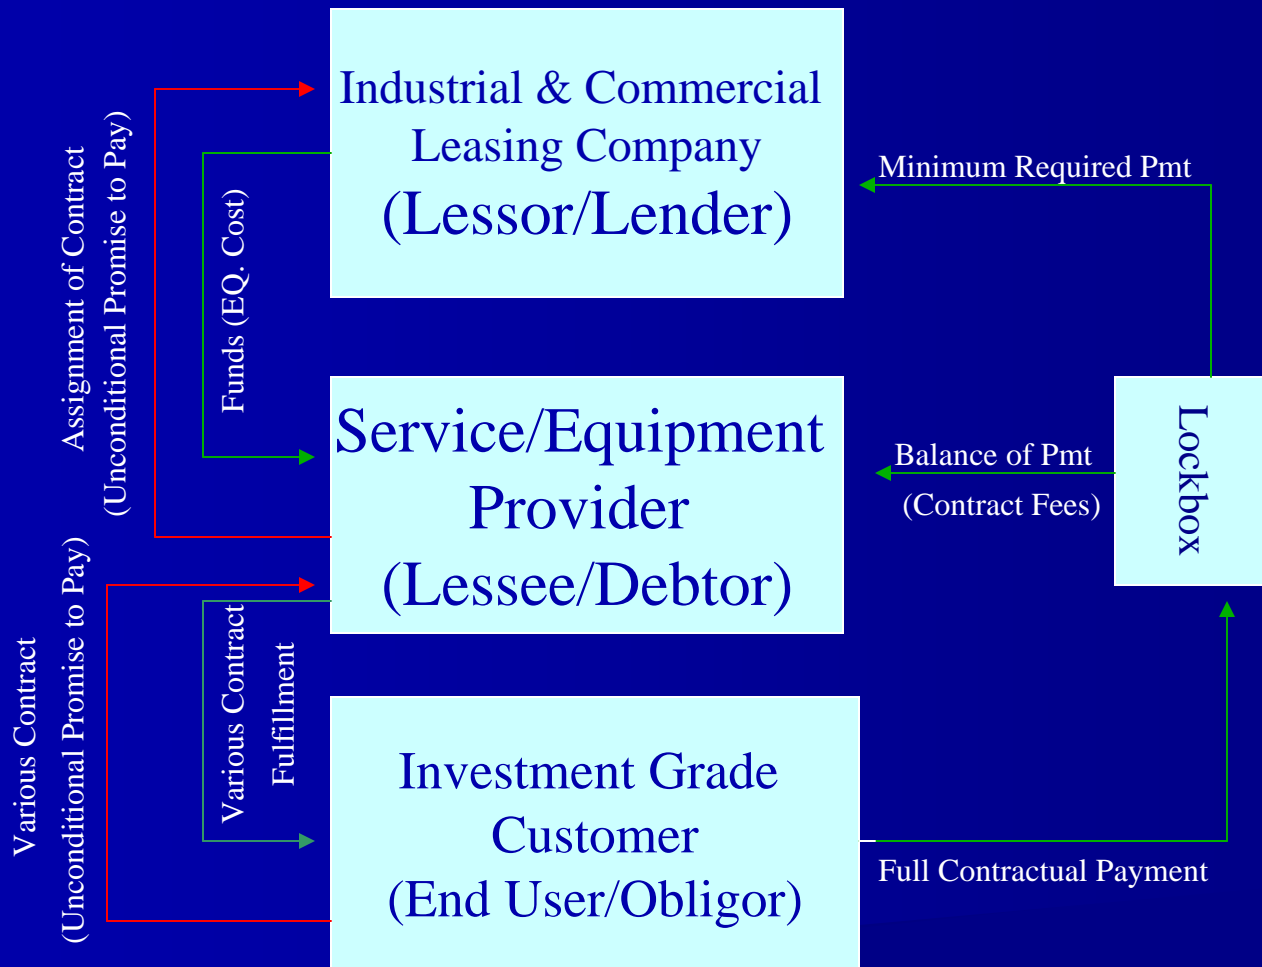 Industrial & Commercial
Leasing Company
(Lessor/Lender)
Assignment of Contract
(Unconditional Promise to Pay)
Funds (EQ. Cost)
Minimum Required Pmt
Service/Equipment
Provider
(Lessee/Debtor)
Balance of Pmt
(Contract Fees)
Lockbox
Various Contract
(Unconditional Promise to Pay)
Various Contract
Fulfillment
Investment Grade
Customer
(End User/Obligor)
Full Contractual Payment